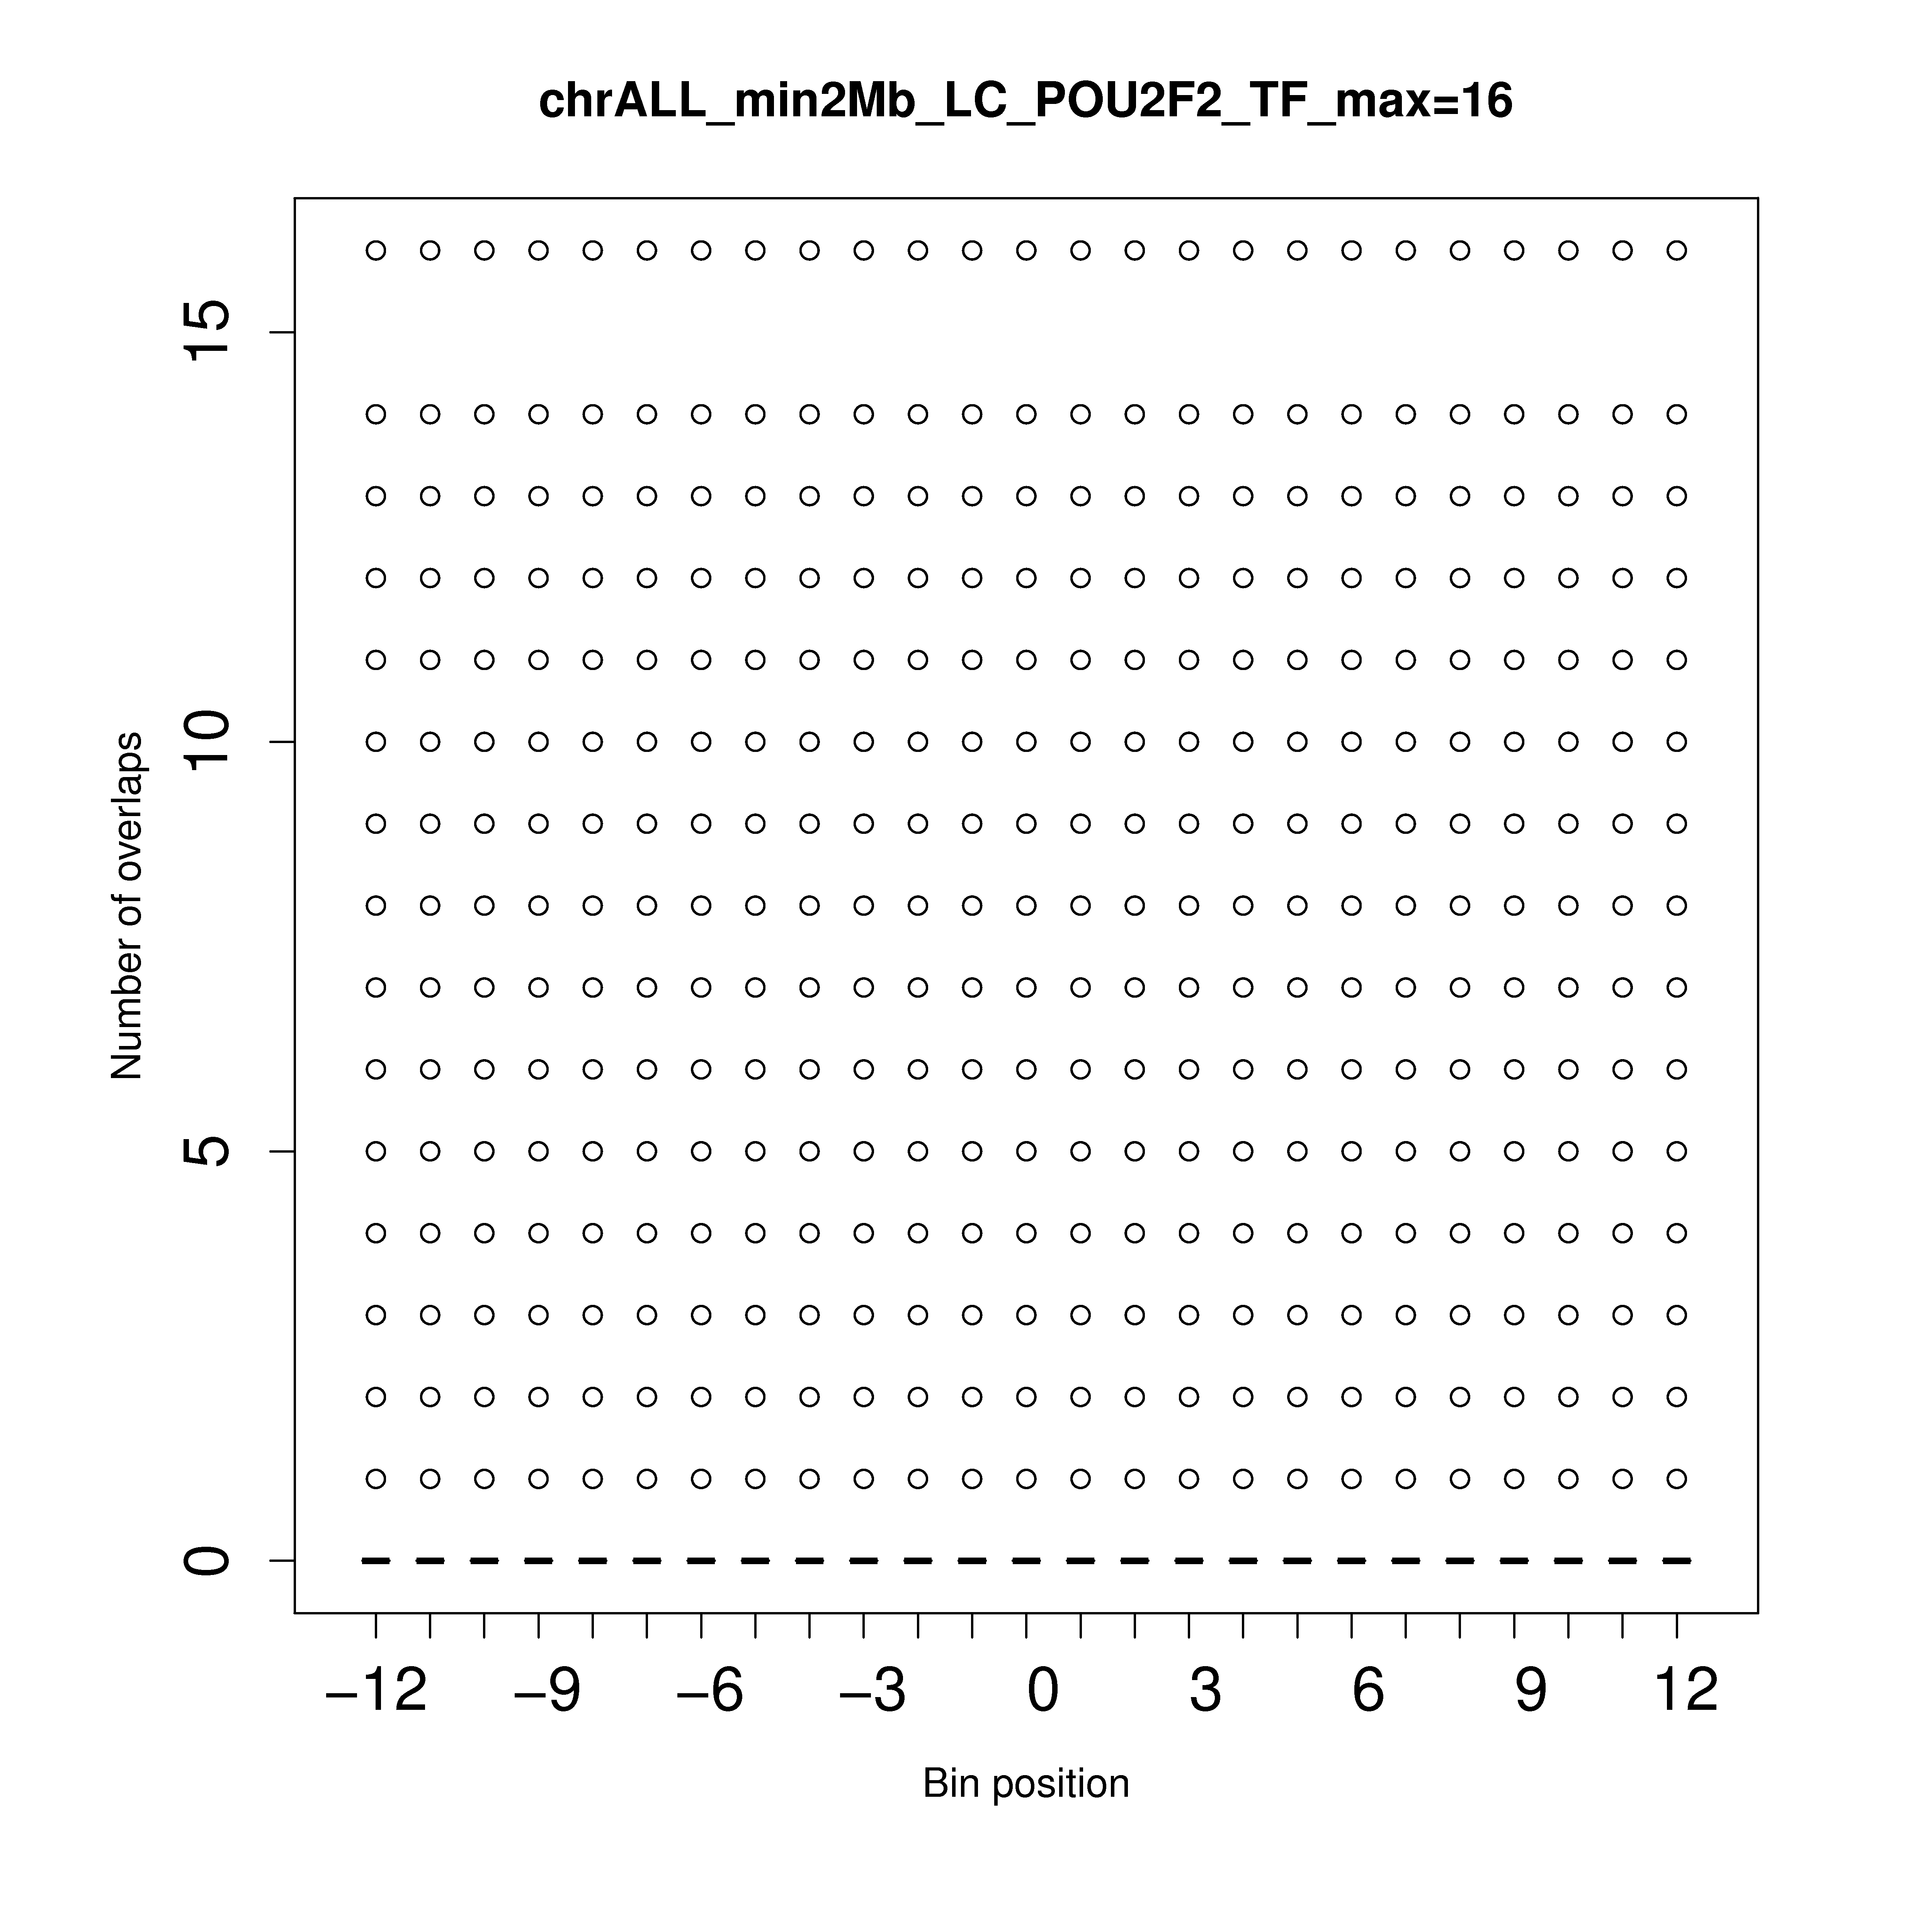 chrALL_min2Mb_LC_POU2F2_TF_max=16
Number of overlaps
15
10
5
0
−12 −9 −6 −3 0 3 6 9 12
Bin position